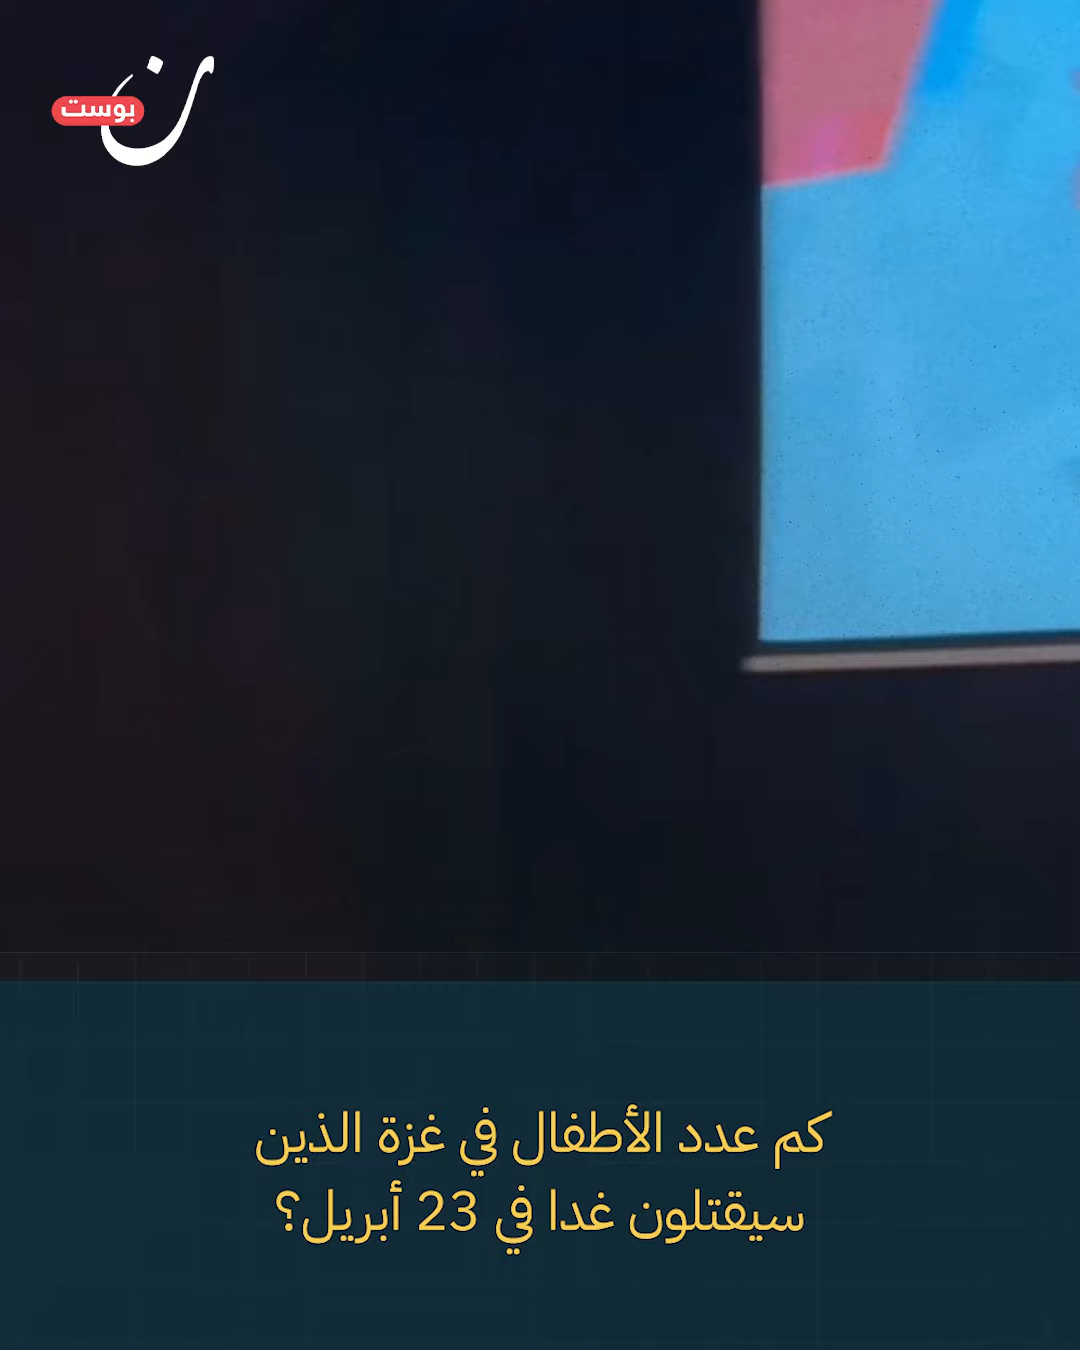 ن
بوست
كم عدد الأطفال في غزة الذين
سيقتلون غدا في 23 أبريل؟